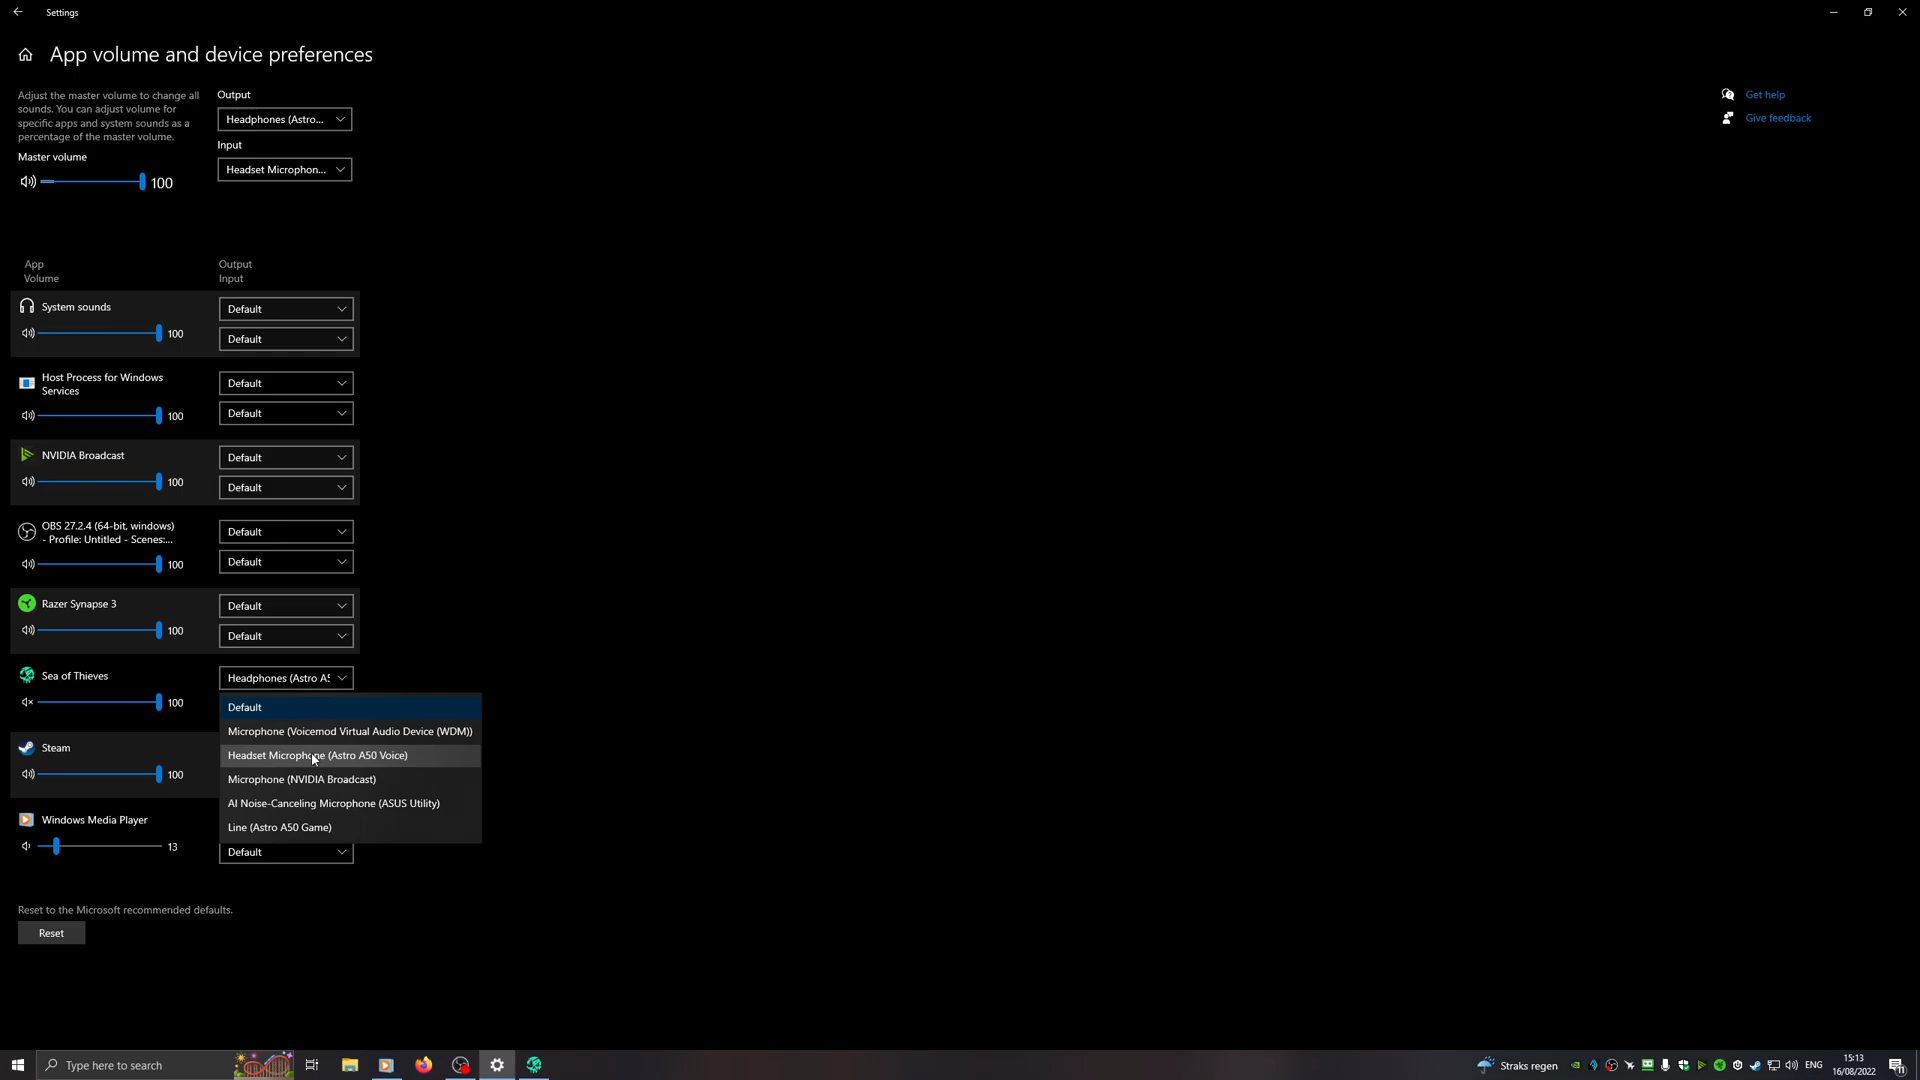 Settings
App volume and device preferences
Adjust the master volume to change all
sounds. You can adjust volume for
specific apps and system sounds as a
percentage of the master volume.
Master volume
100
Output
Headphones (Astro...
Input
Headset Microphon...
Get help
Give feedback
App
Volume
Output
Input
System sounds
100
Default
Default
Host Process for Windows
Services
100
Default
Default
NVIDIA Broadcast
100
Default
Default
OBS 27.2.4 (64-bit, windows)
- Profile: Untitled - Scenes:...
100
Default
Default
Razer Synapse 3
100
Default
Default
Sea of Thieves
100
Headphones (Astro A5
Default
Microphone (Voicemod Virtual Audio Device (WDM))
Headset Microphone (Astro A50 Voice)
Microphone (NVIDIA Broadcast)
AI Noise-Canceling Microphone (ASUS Utility)
Line (Astro A50 Game)
Steam
100
Windows Media Player
13
Default
Reset to the Microsoft recommended defaults.
Reset
Type here to search
Straks regen
ENG
15:13
16/08/2022